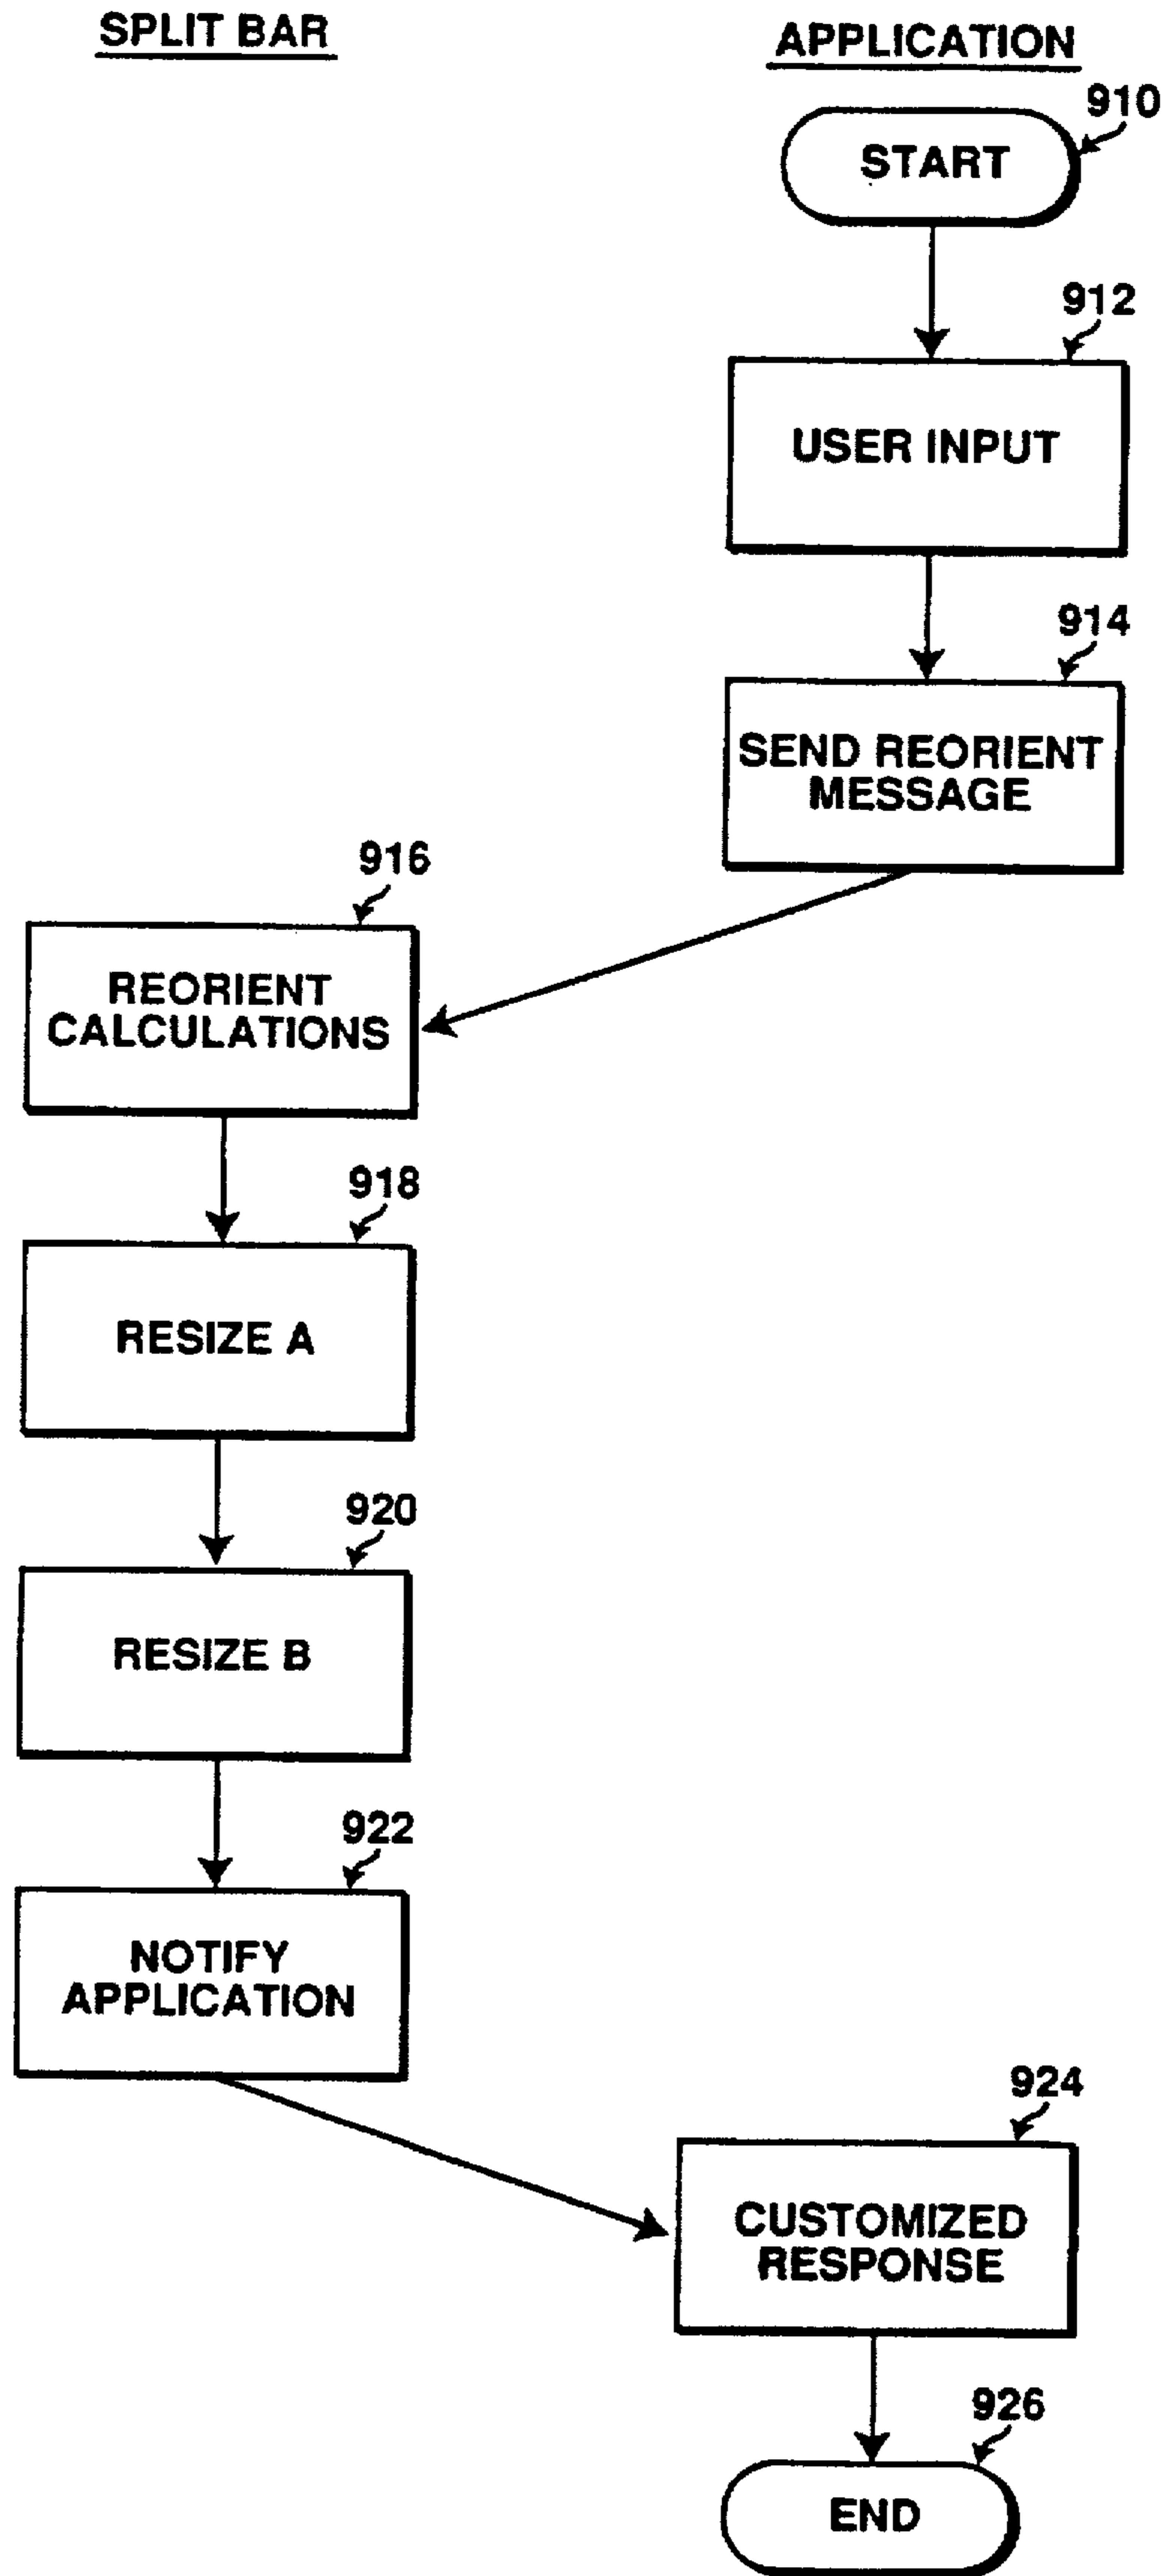 SPLIT BAR
APPLICATION
910
START
912
USER INPUT
914
SEND REORIENT
MESSAGE
916
REORIENT
CALCULATIONS
918
RESIZE A
920
RESIZE B
922
NOTIFY
APPLICATION
924
CUSTOMIZED
RESPONSE
926
END